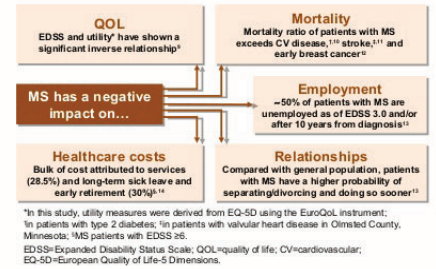 QOL
EDSS and utility* have shown a
significant inverse relationship⁹
Mortality
Mortality ratio of patients with MS
exceeds CV disease,†,10 stroke,‡,11 and
early breast cancer¹²
MS has a negative
impact on…
Employment
~50% of patients with MS are
unemployed as of EDSS 3.0 and/or
after 10 years from diagnosis¹³
Healthcare costs
Bulk of cost attributed to services
(28.5%) and long-term sick leave and
early retirement (30%)§,14
Relationships
Compared with general population, patients
with MS have a higher probability of
separating/divorcing and doing so sooner¹³
*In this study, utility measures were derived from EQ-5D using the EuroQoL instrument;
†in patients with type 2 diabetes; ‡in patients with valvular heart disease in Olmsted County,
Minnesota; §MS patients with EDSS ≥6.
EDSS=Expanded Disability Status Scale; QOL=quality of life; CV=cardiovascular;
EQ-5D=European Quality of Life-5 Dimensions.